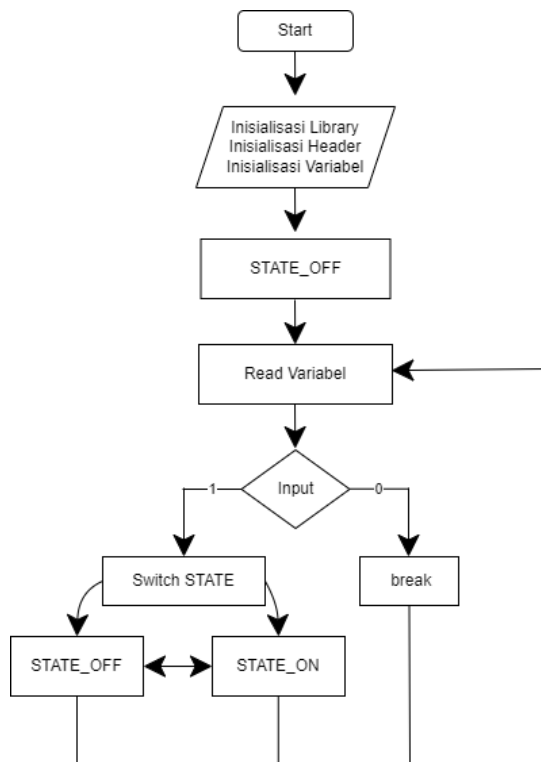 Start
Inisialisasi Library
Inisialisasi Header
Inisialisasi Variabel
STATE_OFF
Read Variabel
Input
1
0
Switch STATE
break
STATE_OFF
STATE_ON